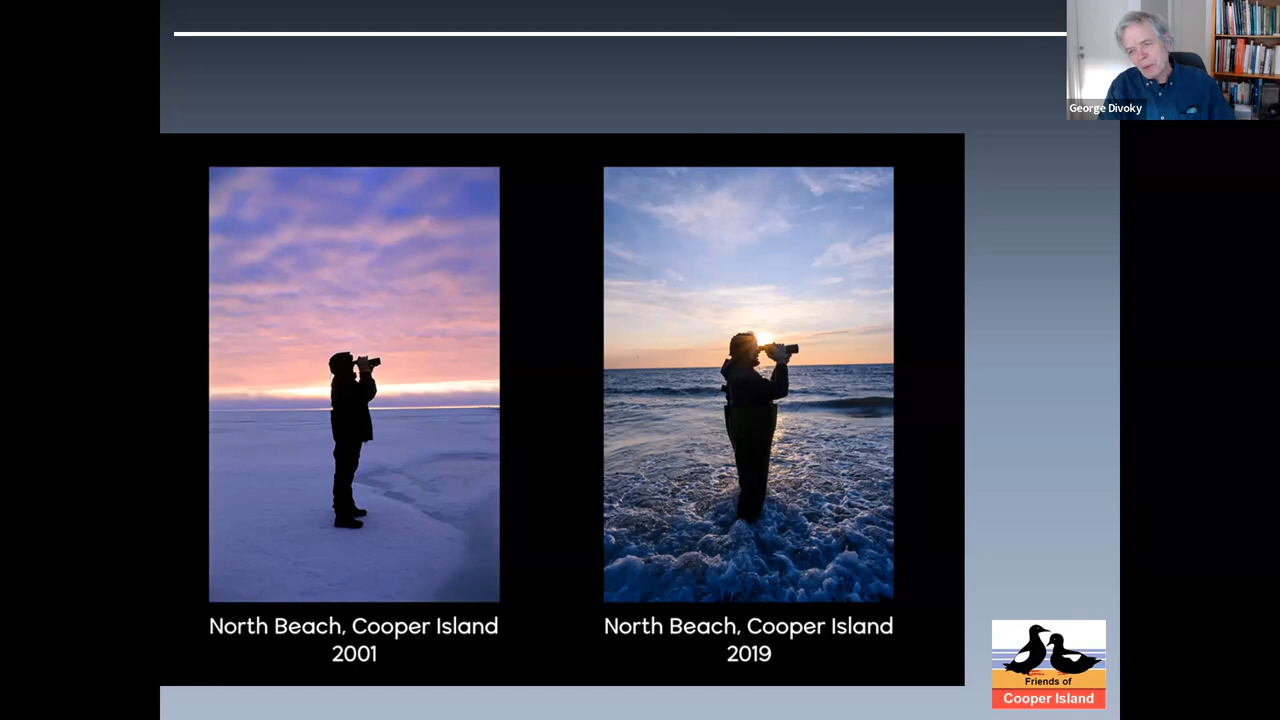 George Divoky
North Beach, Cooper Island
2001
North Beach, Cooper Island
2019
Friends of
Cooper Island